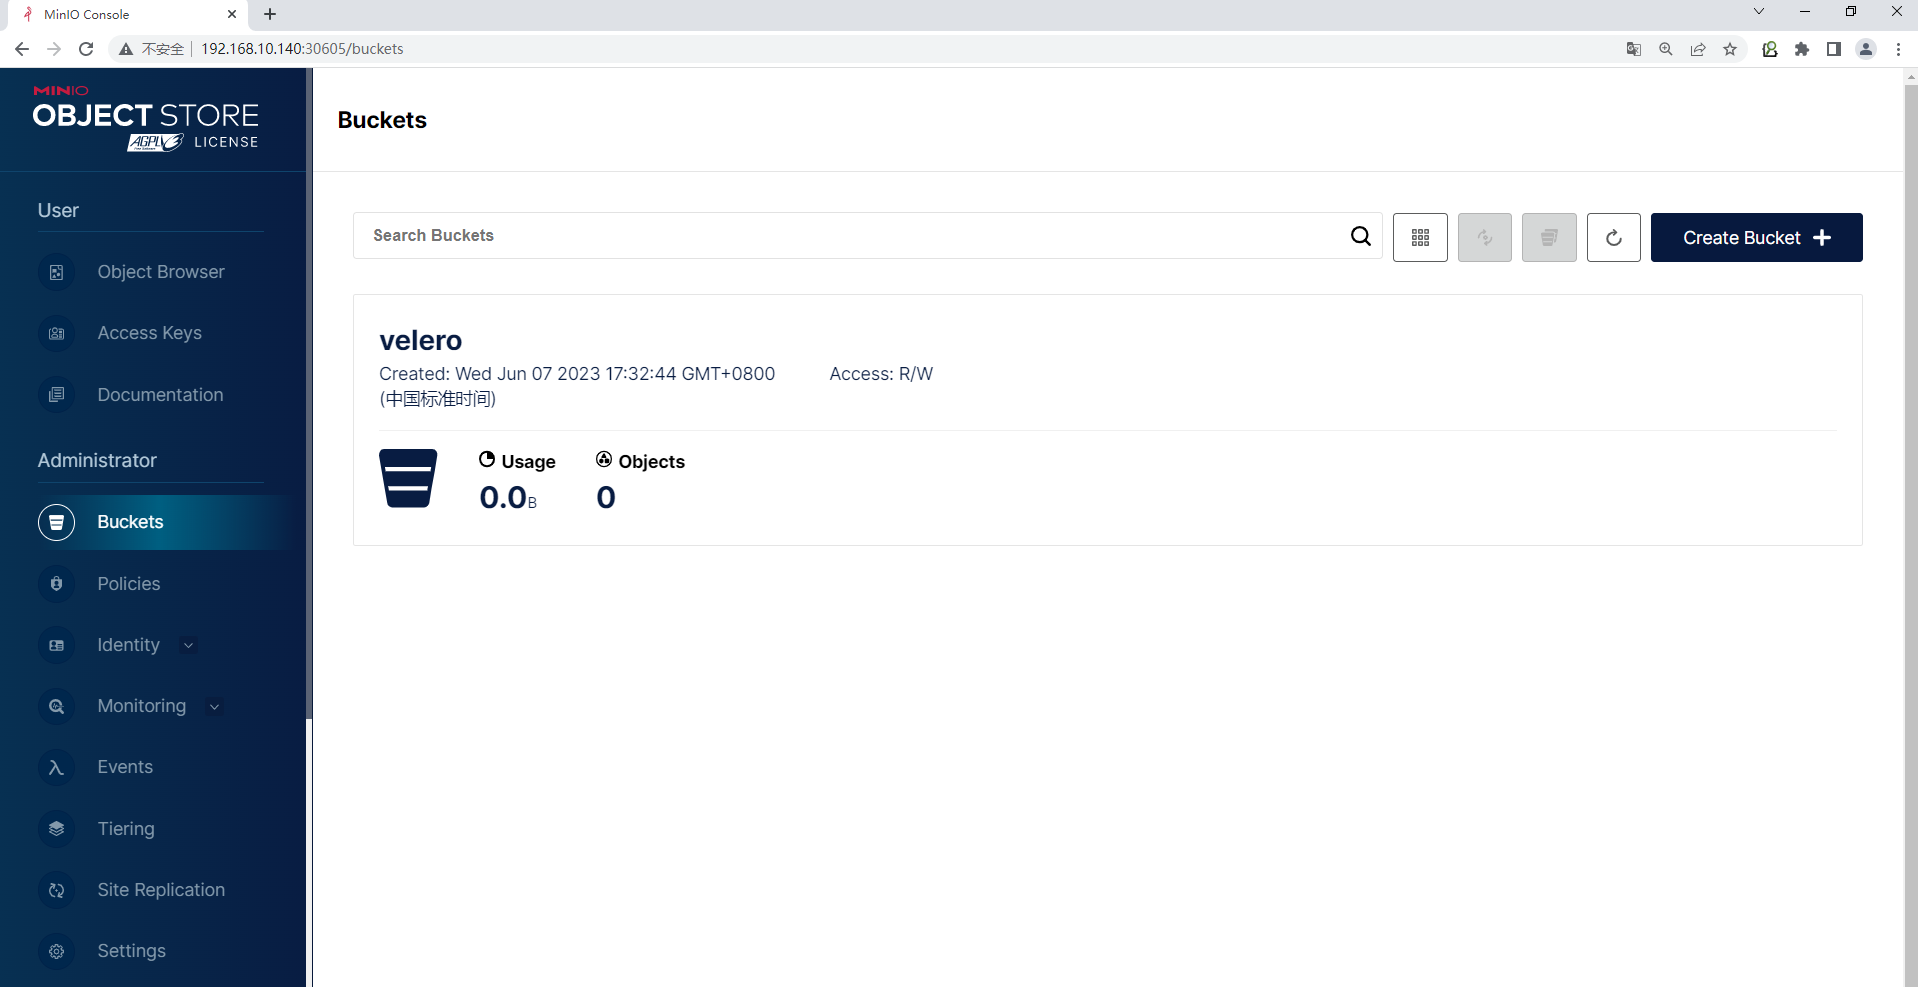 MinIO Console
不安全 192.168.10.140:30605/buckets
MINIO
OBJECT STORE
AGPLv3 LICENSE
Free Software
User
Object Browser
Access Keys
Documentation
Administrator
Buckets
Policies
Identity
Monitoring
Events
Tiering
Site Replication
Settings
Buckets
Search Buckets
Create Bucket
velero
Created: Wed Jun 07 2023 17:32:44 GMT+0800
(中国标准时间)
Access: R/W
Usage
0.0B
Objects
0